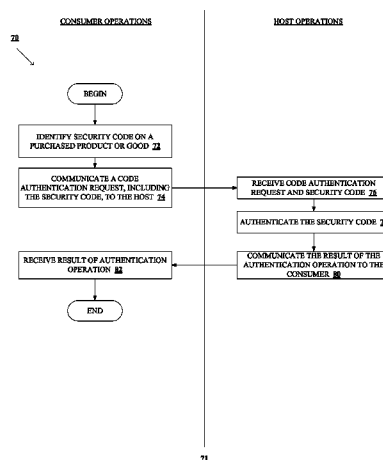 CONSUMER OPERATIONS
HOST OPERATIONS
70
BEGIN
IDENTIFY SECURITY CODE ON A
PURCHASED PRODUCT OR GOOD 72
COMMUNICATE A CODE
AUTHENTICATION REQUEST, INCLUDING
THE SECURITY CODE, TO THE HOST 74
RECEIVE CODE AUTHENTICATION
REQUEST AND SECURITY CODE 76
AUTHENTICATE THE SECURITY CODE
COMMUNICATE THE RESULT OF THE
AUTHENTICATION OPERATION TO THE
CONSUMER 80
RECEIVE RESULT OF AUTHENTICATION
OPERATION 82
END
71